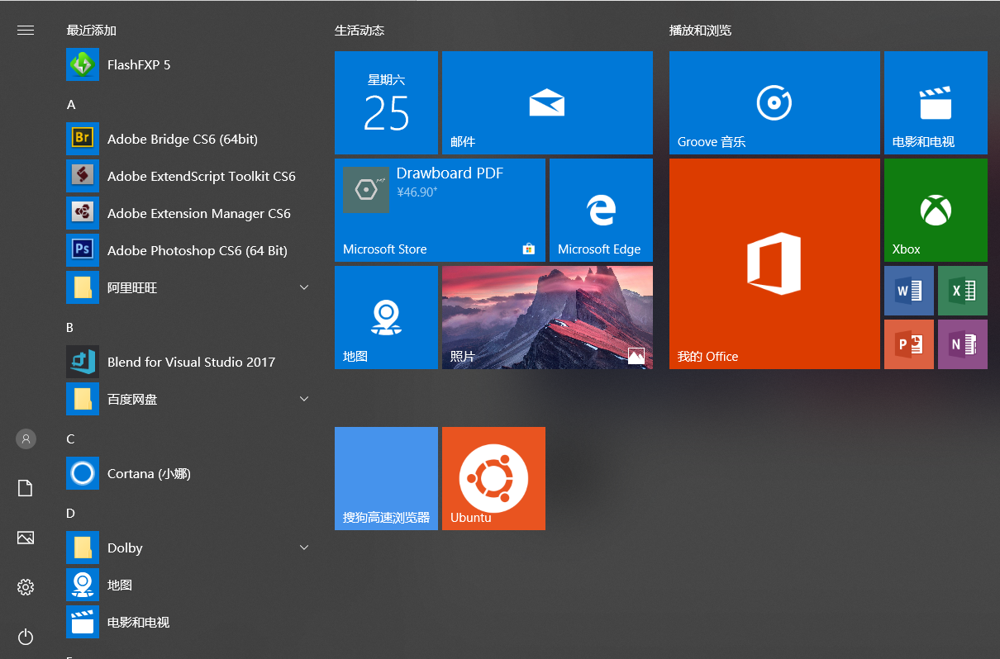 最近添加
FlashFXP 5
A
Adobe Bridge CS6 (64bit)
Adobe ExtendScript Toolkit CS6
Adobe Extension Manager CS6
Adobe Photoshop CS6 (64 Bit)
阿里旺旺
B
Blend for Visual Studio 2017
百度网盘
C
Cortana (小娜)
D
Dolby
地图
电影和电视
生活动态
星期六
25
邮件
Drawboard PDF
¥46.90+
Microsoft Store
Microsoft Edge
地图
照片
搜狗高速浏览器
Ubuntu
播放和浏览
Groove 音乐
电影和电视
我的 Office
Xbox